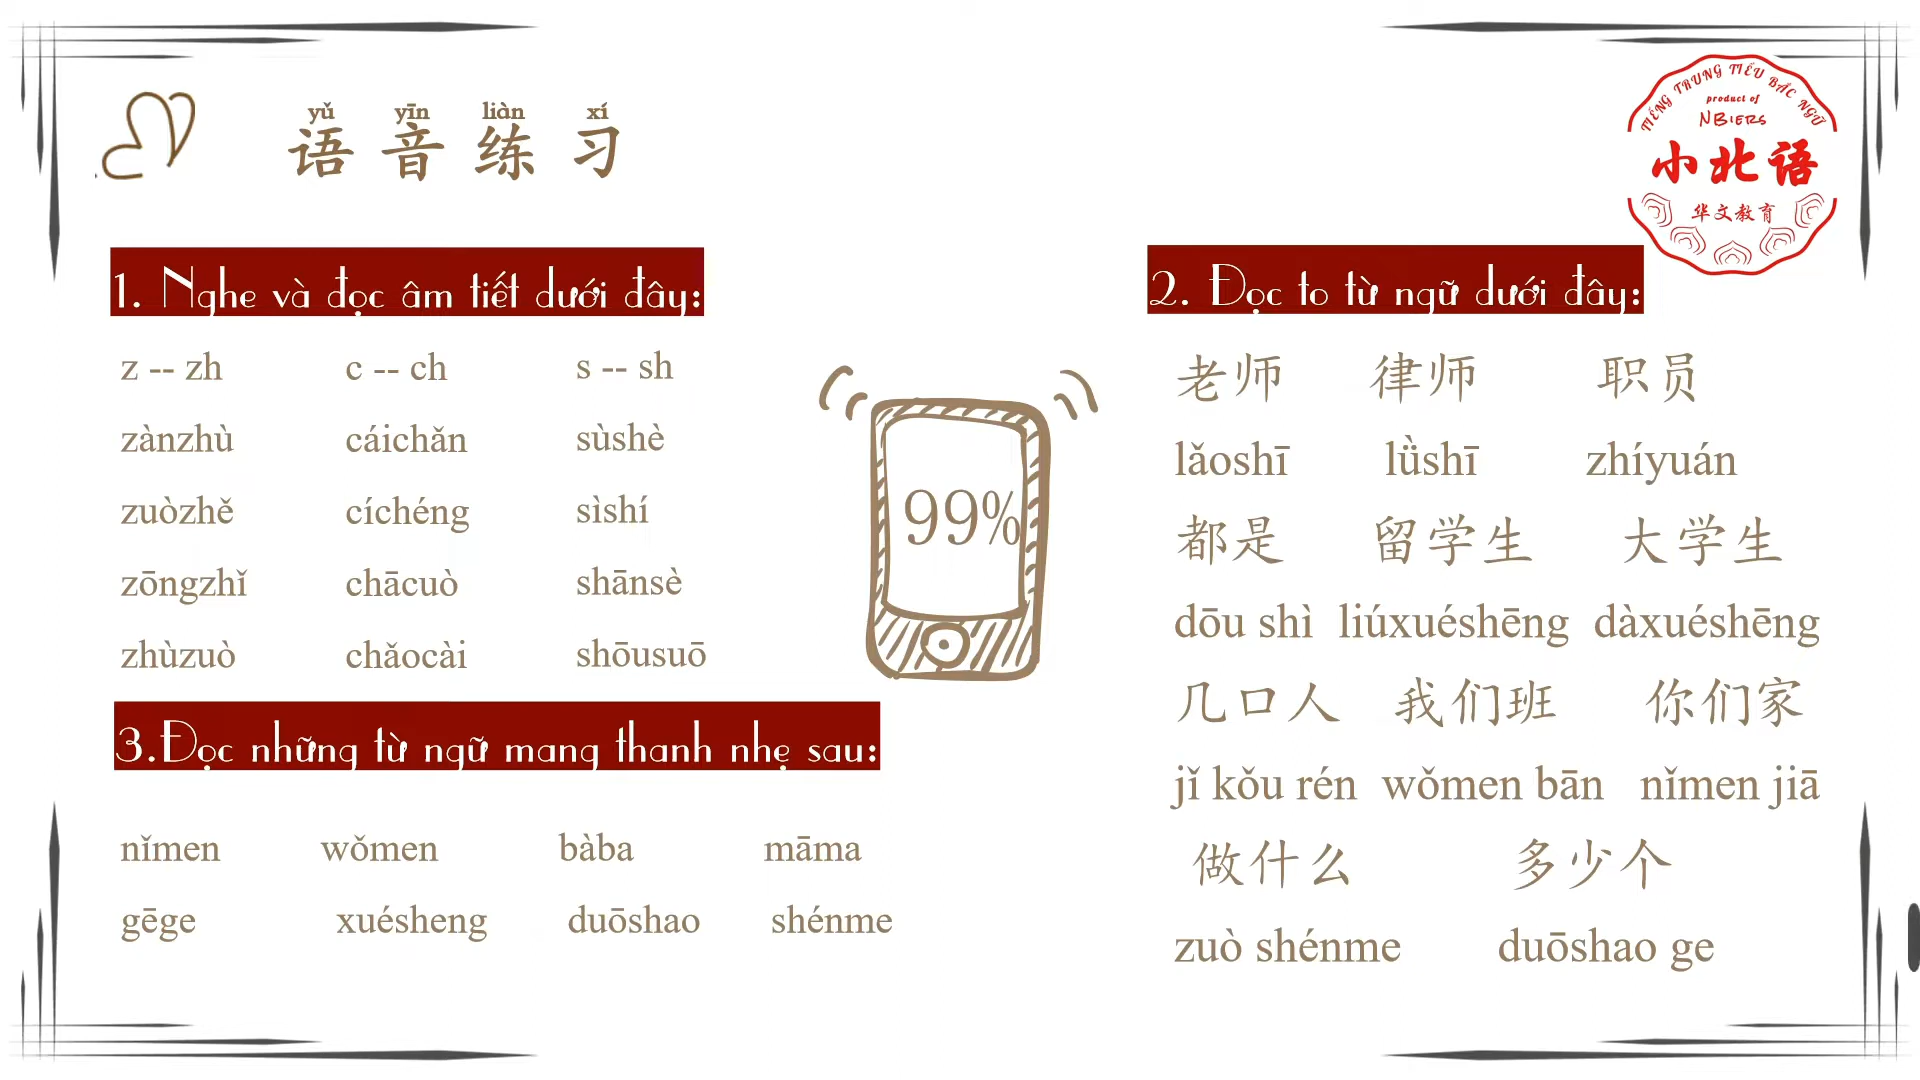 yǔ yīn liàn xí
语 音 练 习
TIẾNG TRUNG TIỂU BẮC NGỮ
product of
NBIERS
小北语
华文教育
1. Nghe và đọc âm tiết dưới đây:
z -- zh c -- ch s -- sh
zànzhù cáichǎn sùshè
zuòzhě cíchéng sìshí
zōngzhǐ chācuò shānsè
zhùzuò chǎocài shōusuō
99%
2. Đọc to từ ngữ dưới đây:
老师 律师 职员
lǎoshī lǜshī zhíyuán
都是 留学生 大学生
dōu shì liúxuéshēng dàxuéshēng
几口人 我们班 你们家
jǐ kǒu rén wǒmen bān nǐmen jiā
做什么 多少个
zuò shénme duōshao ge
3.Đọc những từ ngữ mang thanh nhẹ sau:
nǐmen wǒmen bàba māma
gēge xuésheng duōshao shénme